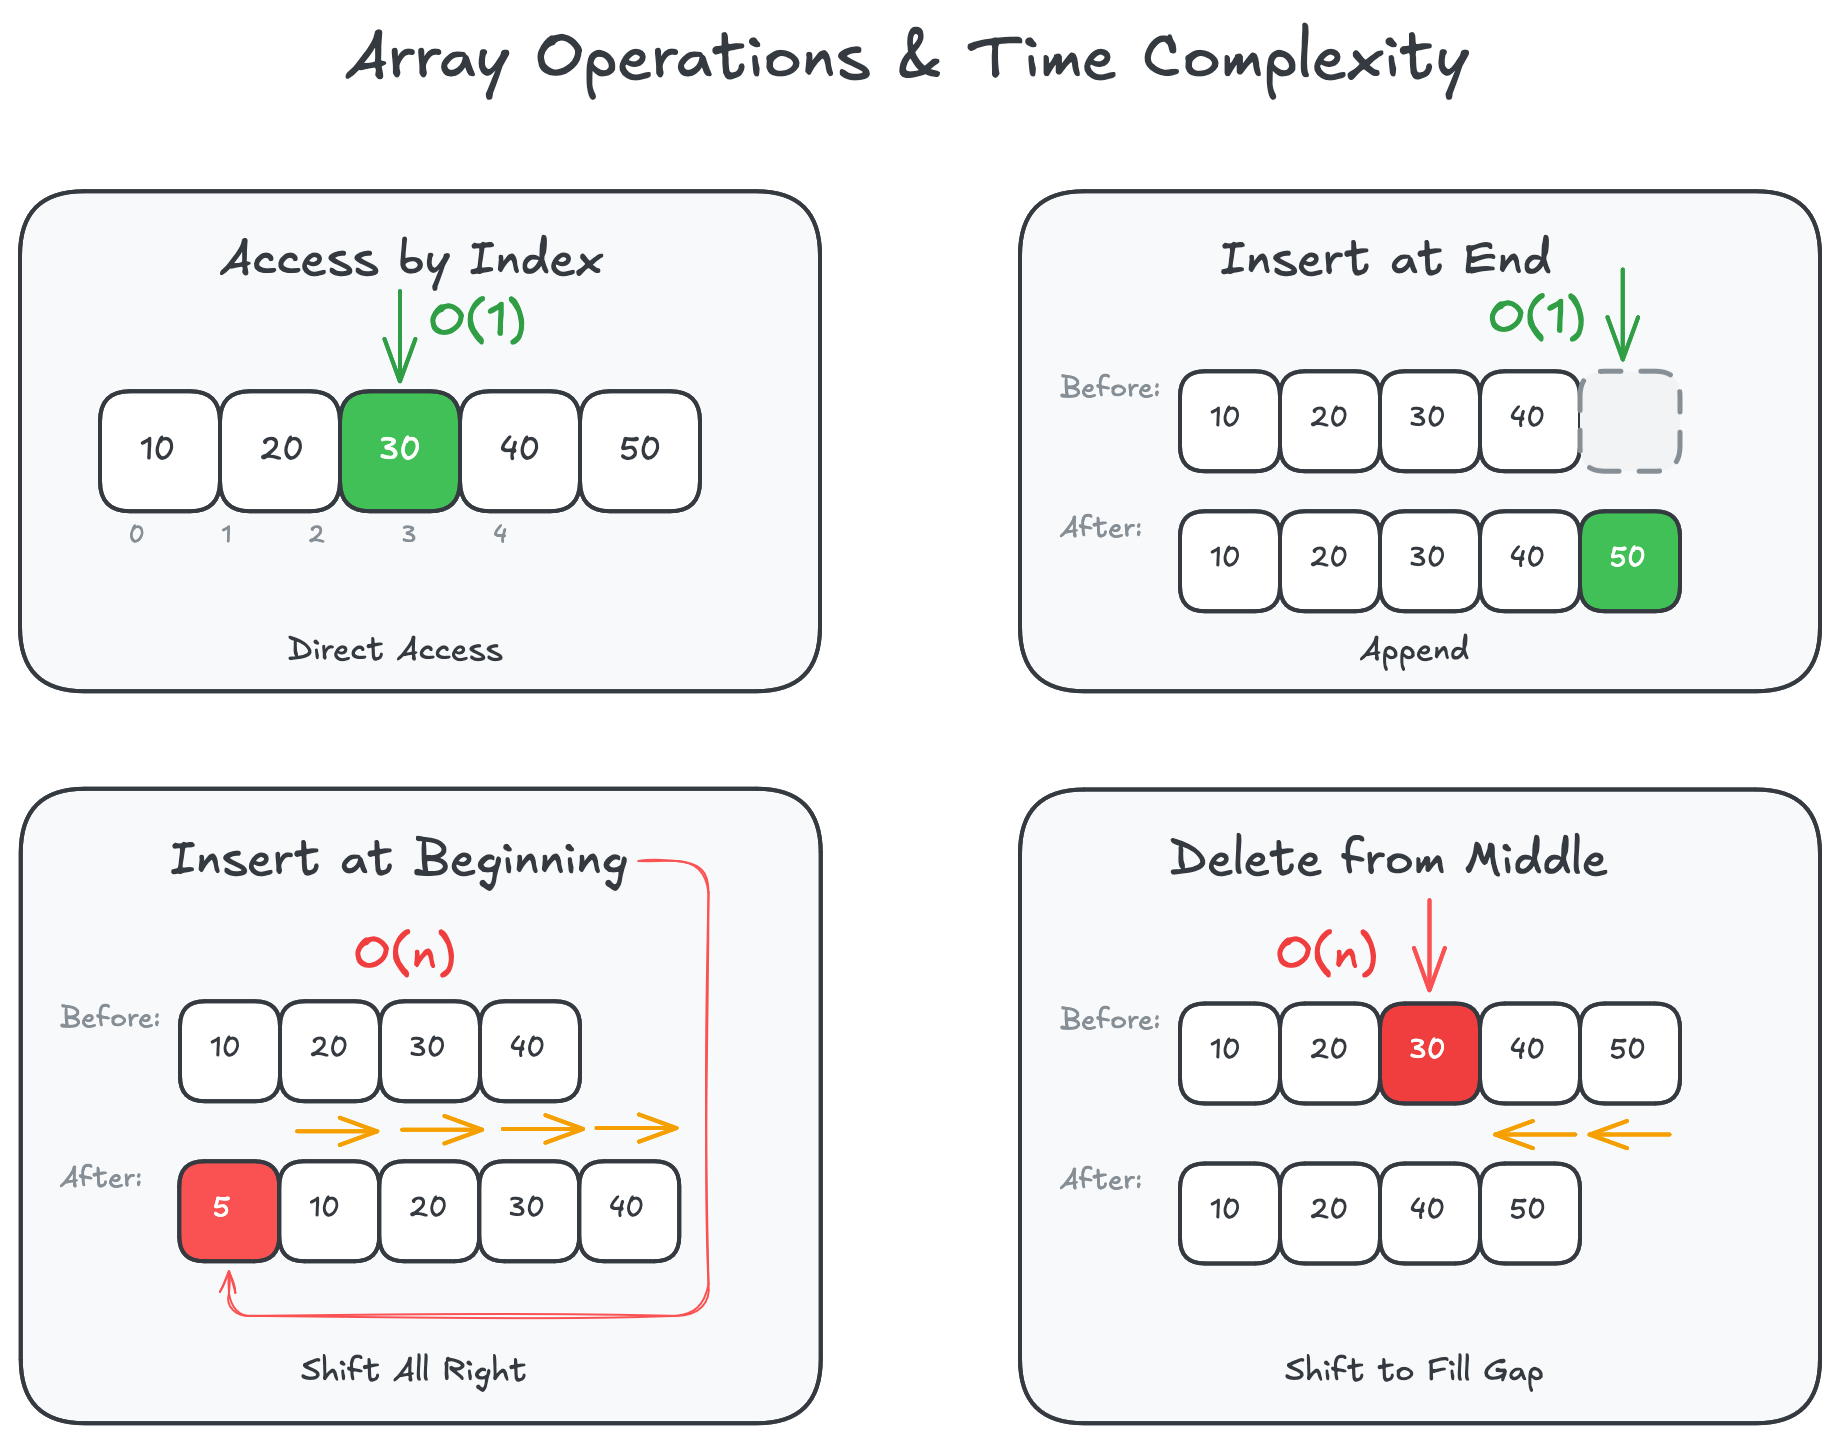 Array Operations & Time Complexity
Access by Index
O(1)
10 20 30 40 50
0 1 2 3 4
Direct Access
Insert at End
O(1)
Before:
10 20 30 40
After:
10 20 30 40 50
Append
Insert at Beginning
O(n)
Before:
10 20 30 40
After:
5 10 20 30 40
Shift All Right
Delete from Middle
O(n)
Before:
10 20 30 40 50
After:
10 20 40 50
Shift to Fill Gap